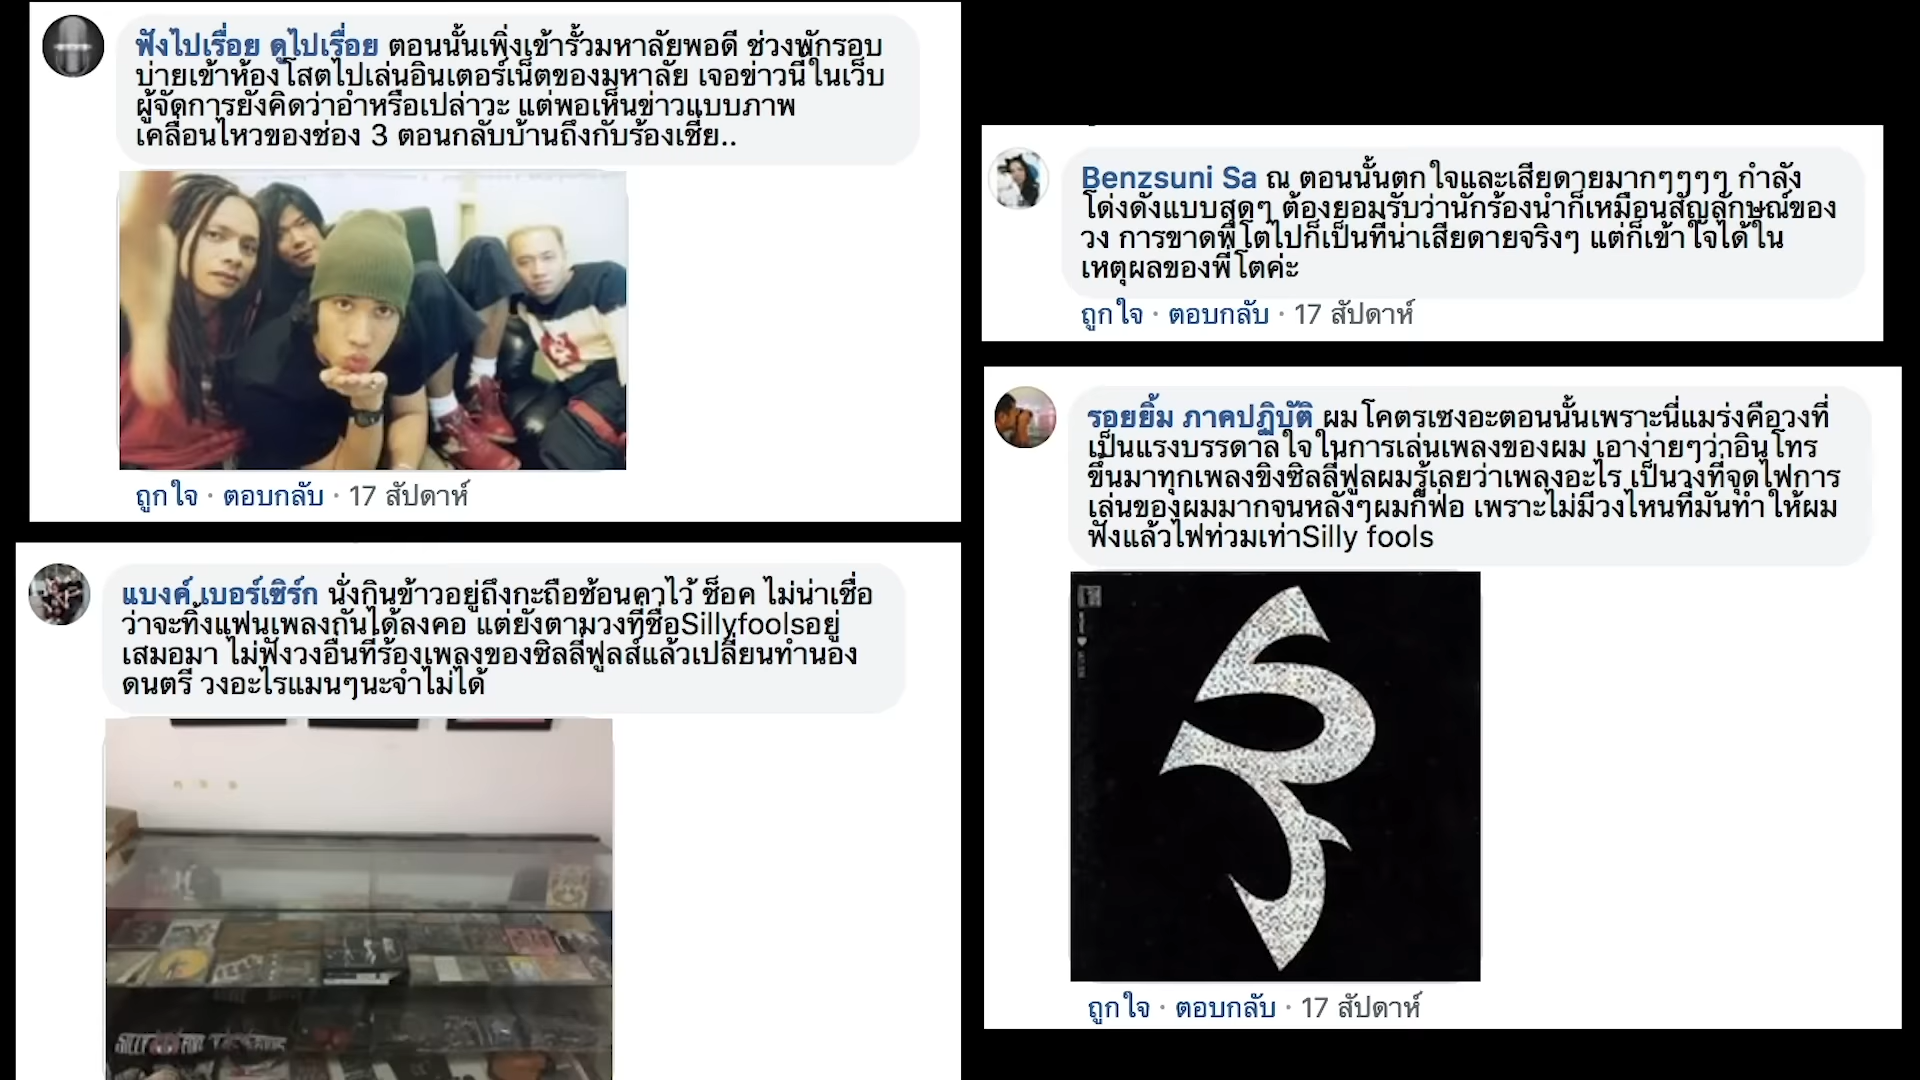 ฟังไปเรื่อย ดูไปเรื่อย ตอนนั้นเพิ่งเข้ารั้วมหาลัยพอดี ช่วงพักรอบ
บ่ายเข้าห้องโสตไปเล่นอินเตอร์เน็ตของมหาลัย เจอข่าวนี้ในเว็บ
ผู้จัดการยังคิดว่าอำหรือเปล่าวะ แต่พอเห็นข่าวแบบภาพ
เคลื่อนไหวของช่อง 3 ตอนกลับบ้านถึงกับร้องเชี่ย..
ถูกใจ · ตอบกลับ · 17 สัปดาห์
แบงค์ เบอร์เซิร์ก นั่งกินข้าวอยู่ถึงกะถือช้อนคาไว้ ช็อค ไม่น่าเชื่อ
ว่าจะทิ้งแฟนเพลงกันได้ลงคอ แต่ยังตามวงที่ชื่อSillyfoolsอยู่
เสมอมา ไม่ฟังวงอื่นที่ร้องเพลงของซิลลี่ฟูลส์แล้วเปลี่ยนทำนอง
ดนตรี วงอะไรแมนๆนะจำไม่ได้
Benzsuni Sa ณ ตอนนั้นตกใจและเสียดายมากๆๆๆๆ กำลัง
โด่งดังแบบสุดๆ ต้องยอมรับว่านักร้องนำก็เหมือนสัญลักษณ์ของ
วง การขาดพี่โตไปก็เป็นที่น่าเสียดายจริงๆ แต่ก็เข้าใจได้ใน
เหตุผลของพี่โตค่ะ
ถูกใจ · ตอบกลับ · 17 สัปดาห์
รอยยิ้ม ภาคปฏิบัติ ผมโคตรเซงอะตอนนั้นเพราะนี่แมร่งคือวงที่
เป็นแรงบรรดาลใจในการเล่นเพลงของผม เอาง่ายๆว่าอินโทร
ขึ้นมาทุกเพลงขิงซิลลี่ฟูลผมรู้เลยว่าเพลงอะไร เป็นวงที่จุดไฟการ
เล่นของผมมากจนหลังๆผมก็ฟ่อ เพราะไม่มีวงไหนที่มันทำให้ผม
ฟังแล้วไฟท่วมเท่าSilly fools
ถูกใจ · ตอบกลับ · 17 สัปดาห์